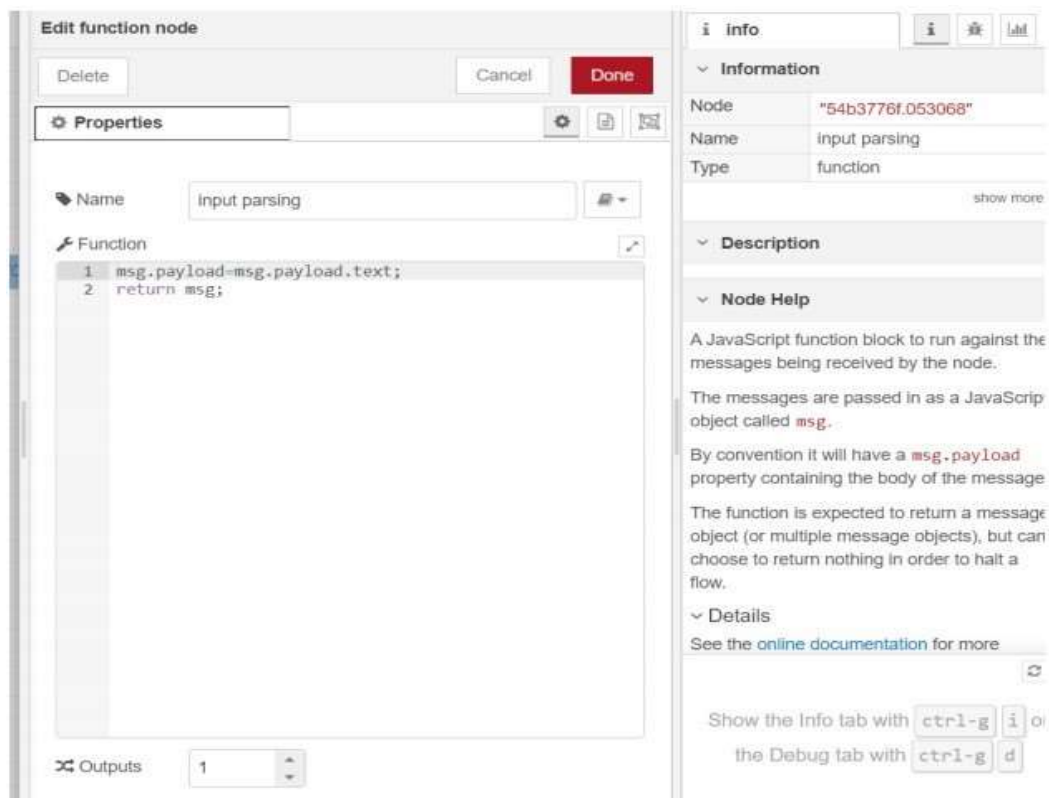 Edit function node
Delete
Cancel
Done
Properties
Name
input parsing
Function
1 msg.payload=msg.payload.text;
2 return msg;
Outputs
1
i info
i
Information
Node "54b3776f.053068"
Name input parsing
Type function
show more
Description
Node Help
A JavaScript function block to run against the
messages being received by the node.
The messages are passed in as a JavaScrip
object called msg.
By convention it will have a msg.payload
property containing the body of the message
The function is expected to return a message
object (or multiple message objects), but can
choose to return nothing in order to halt a
flow.
Details
See the online documentation for more
Show the Info tab with ctrl-g i o
the Debug tab with ctrl-g d